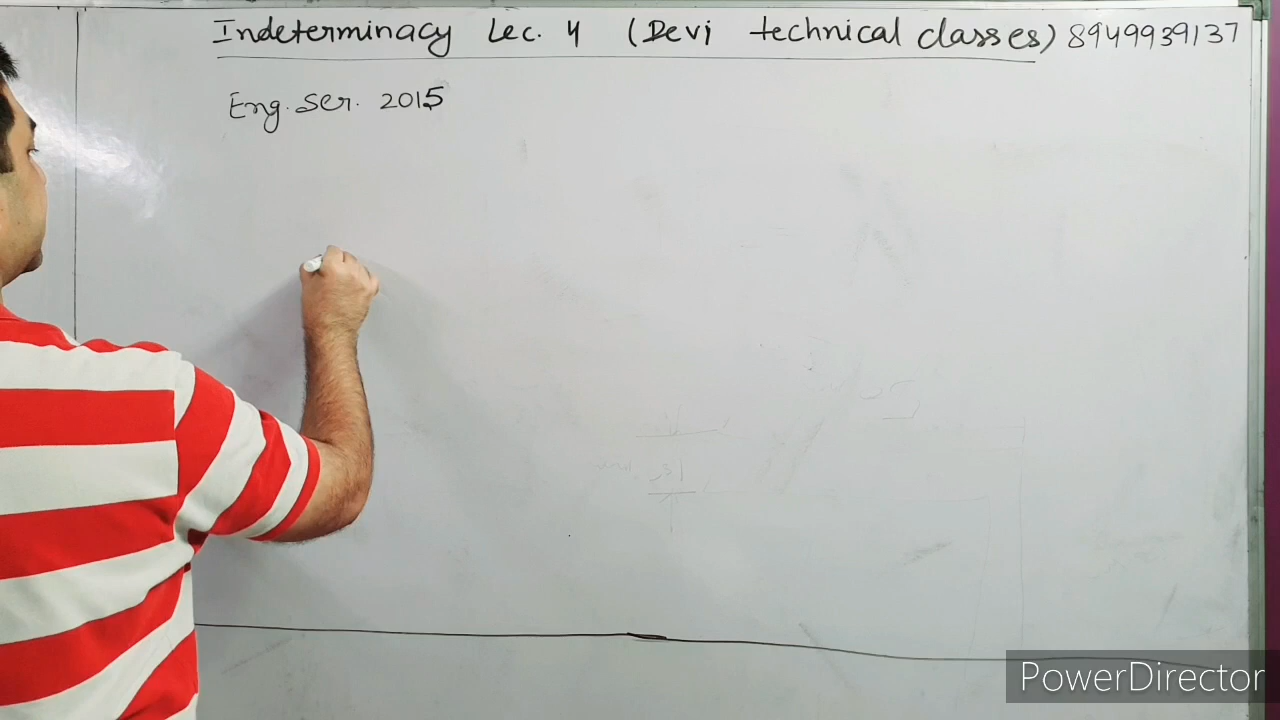 Indeterminacy Lec. 4 (Devi technical classes) 8949939137
Eng. Ser. 2015
PowerDirector